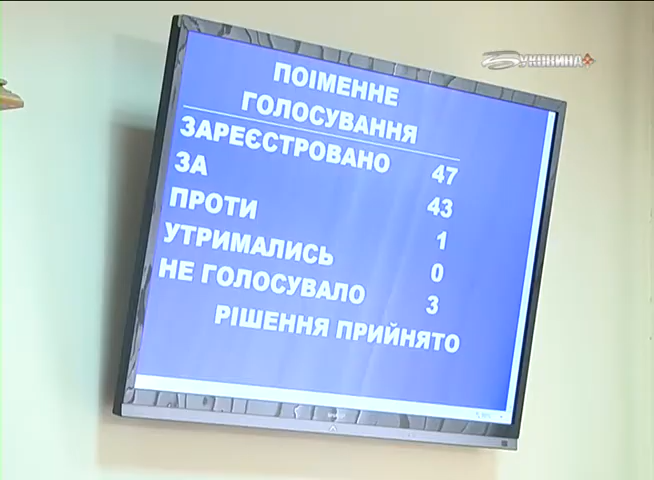 БУКОВИНА
ПОІМЕННЕ
ГОЛОСУВАННЯ
ЗАРЕЄСТРОВАНО 47
ЗА 43
ПРОТИ 1
УТРИМАЛИСЬ 0
НЕ ГОЛОСУВАЛО 3
РІШЕННЯ ПРИЙНЯТО